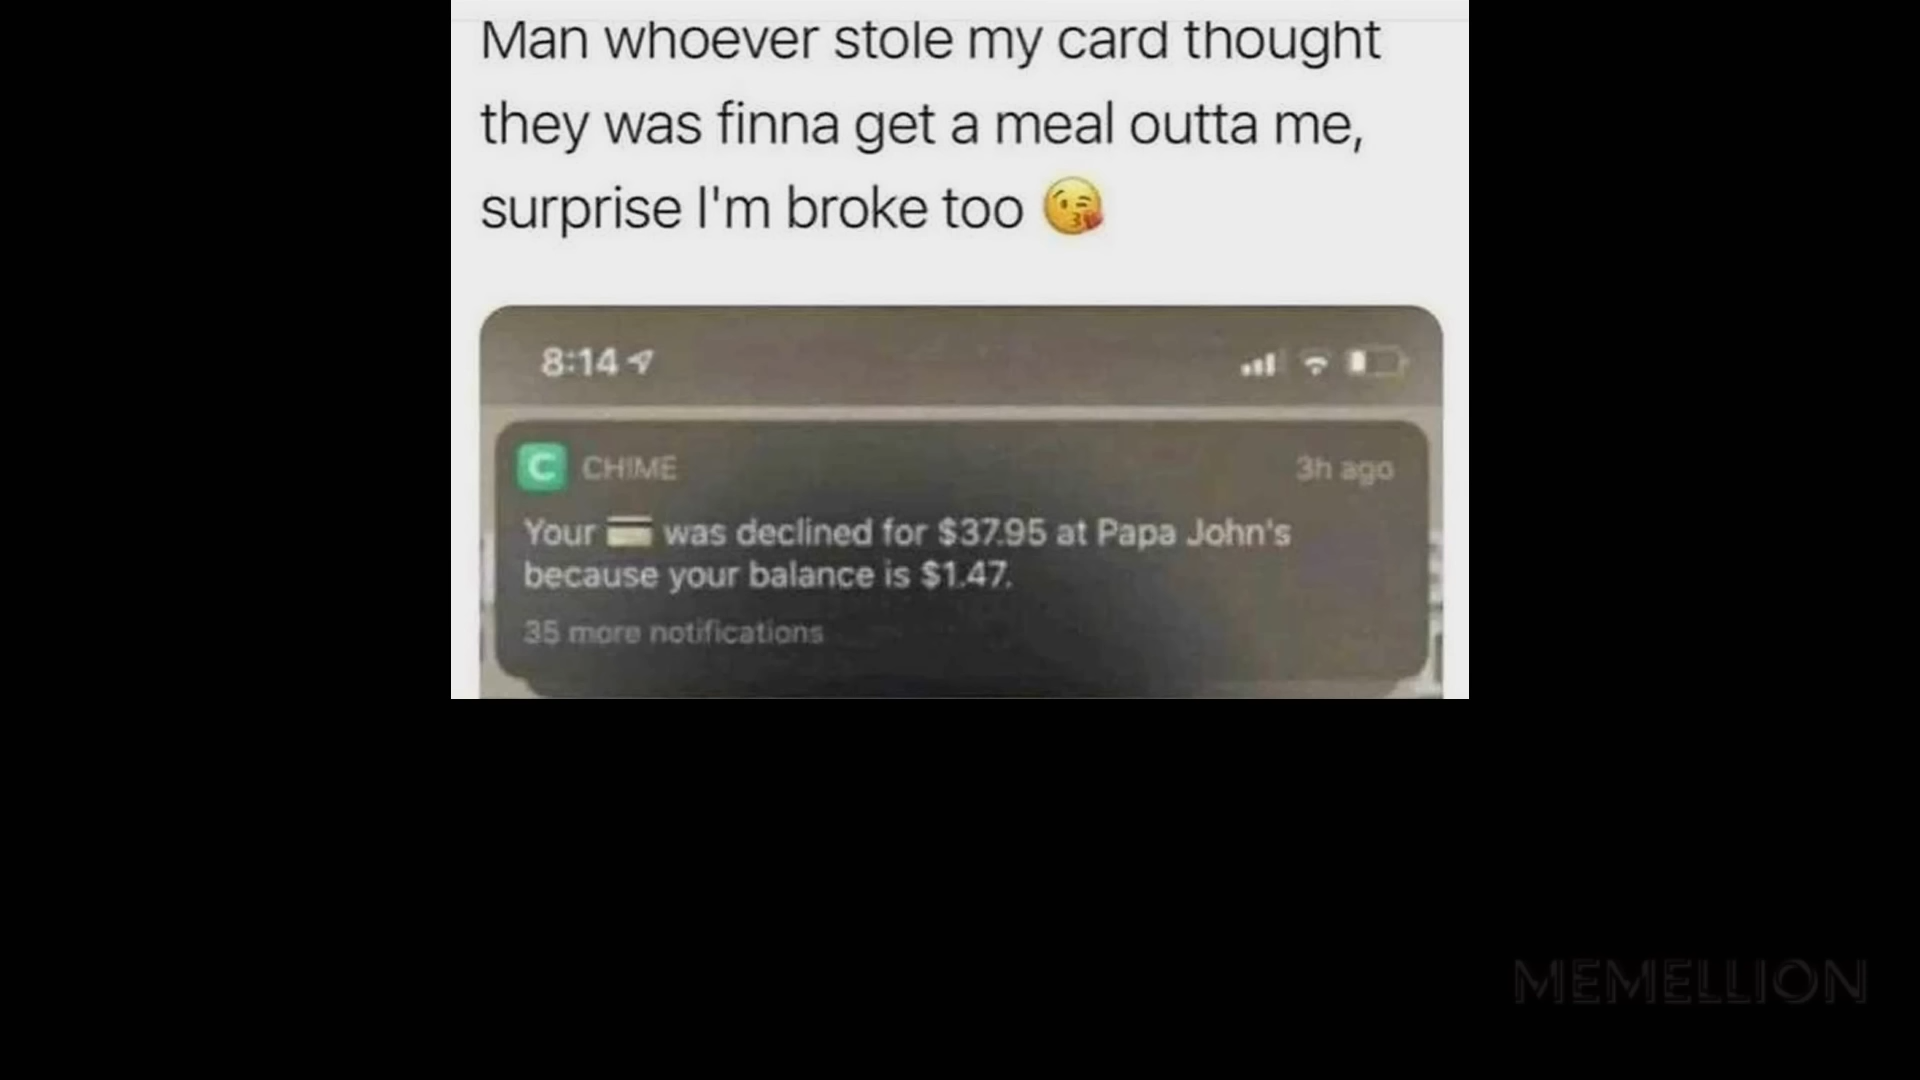 Man whoever stole my card thought
they was finna get a meal outta me,
surprise I'm broke too 😘
8:14
C CHIME 3h ago
Your 💳 was declined for $37.95 at Papa John's
because your balance is $1.47.
35 more notifications
MEMELLION